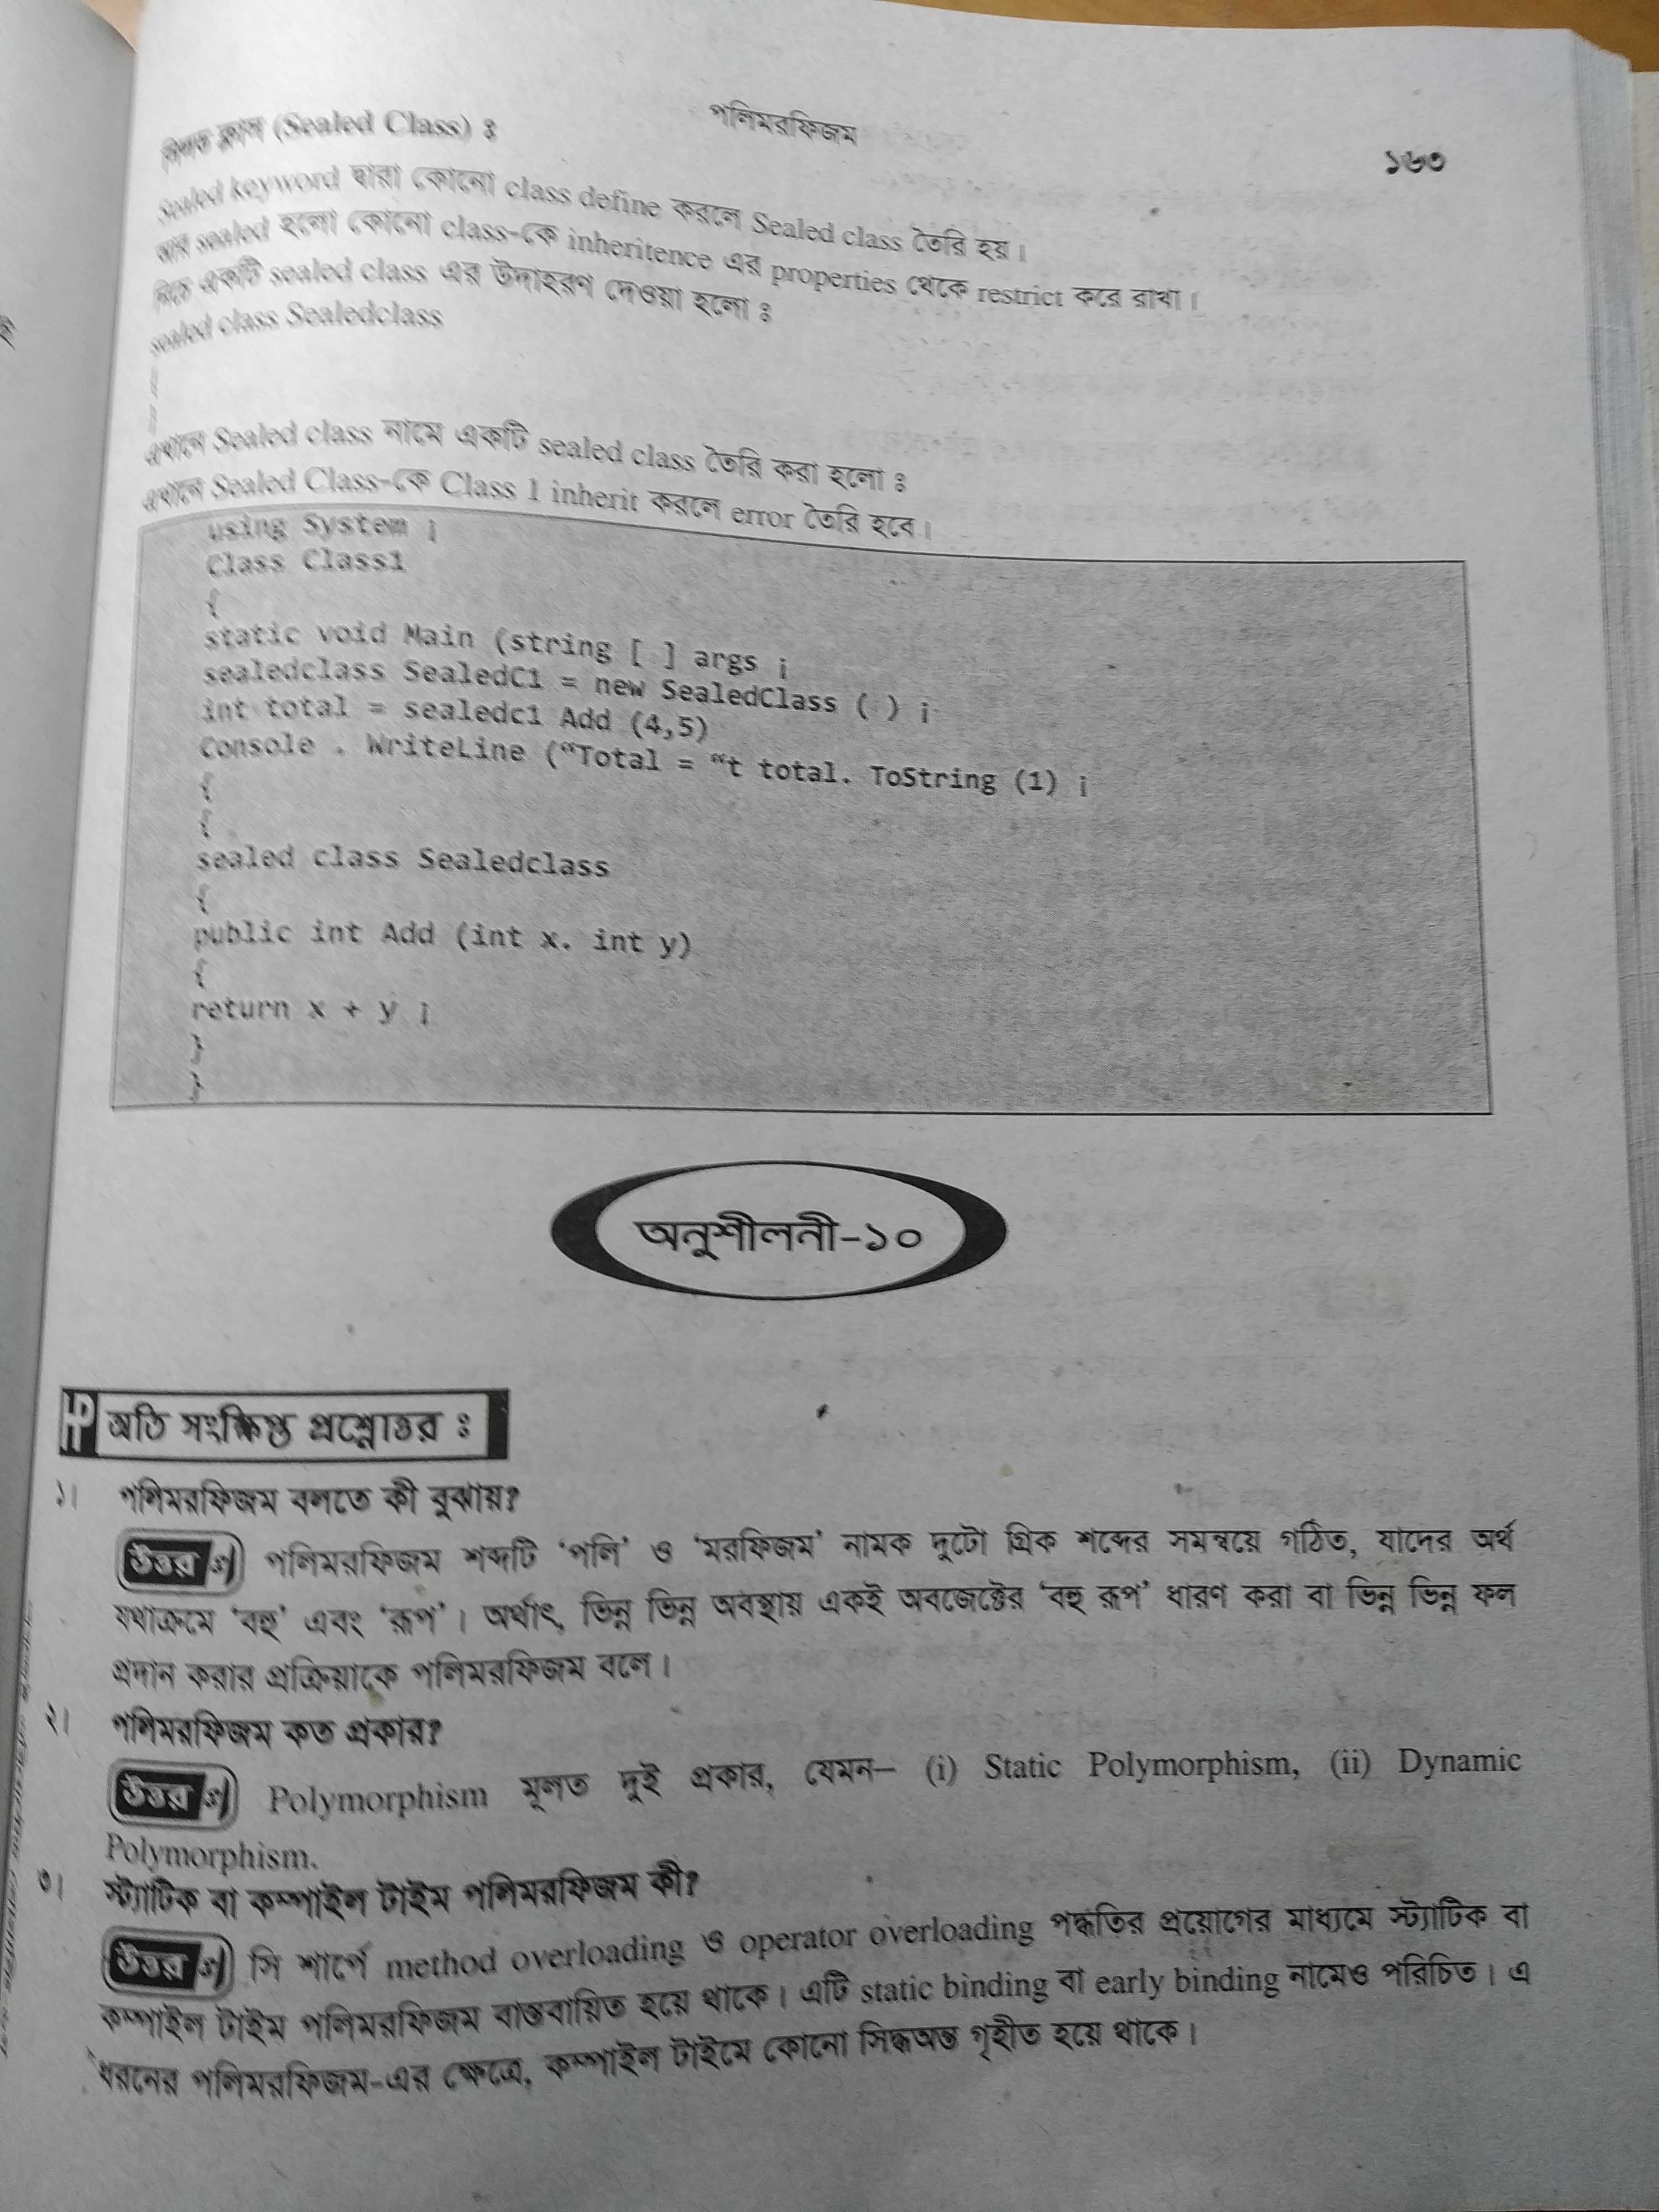 পলিমরফিজম
১৬৩
সিলড ক্লাস (Sealed Class) ঃ
Sealed keyword দ্বারা কোনো class define করলে Sealed class তৈরি হয়।
আর sealed হলো কোনো class-কে inheritence এর properties থেকে restrict করে রাখা।
নিচে একটি sealed class এর উদাহরণ দেওয়া হলো ঃ
sealed class Sealedclass
এখানে Sealed class নামে একটি sealed class তৈরি করা হলো ঃ
এখানে Sealed Class-কে Class 1 inherit করলে error তৈরি হবে।
using System ;
Class Class1
{
static void Main (string [ ] args ;
sealedclass SealedC1 = new SealedClass ( ) ;
int total = sealedc1 Add (4,5)
Console . WriteLine (“Total = “t total. ToString (1) ;
{
{
sealed class Sealedclass
{
public int Add (int x. int y)
{
return x + y ;
}
}
অনুশীলনী-১০
অতি সংক্ষিপ্ত প্রশ্নোত্তর ঃ
১। পলিমরফিজম বলতে কী বুঝায়?
উত্তর ঃ পলিমরফিজম শব্দটি ‘পলি’ ও ‘মরফিজম’ নামক দুটো গ্রিক শব্দের সমন্বয়ে গঠিত, যাদের অর্থ
যথাক্রমে ‘বহু’ এবং ‘রূপ’। অর্থাৎ, ভিন্ন ভিন্ন অবস্থায় একই অবজেক্টের ‘বহু রূপ’ ধারণ করা বা ভিন্ন ভিন্ন ফল
প্রদান করার প্রক্রিয়াকে পলিমরফিজম বলে।
২। পলিমরফিজম কত প্রকার?
উত্তর ঃ Polymorphism মূলত দুই প্রকার, যেমন– (i) Static Polymorphism, (ii) Dynamic
Polymorphism.
৩। স্ট্যাটিক বা কম্পাইল টাইম পলিমরফিজম কী?
উত্তর ঃ সি শার্পে method overloading ও operator overloading পদ্ধতির প্রয়োগের মাধ্যমে স্ট্যাটিক বা
কম্পাইল টাইম পলিমরফিজম বাস্তবায়িত হয়ে থাকে। এটি static binding বা early binding নামেও পরিচিত। এ
ধরনের পলিমরফিজম-এর ক্ষেত্রে, কম্পাইল টাইমে কোনো সিদ্ধঅন্ত গৃহীত হয়ে থাকে।